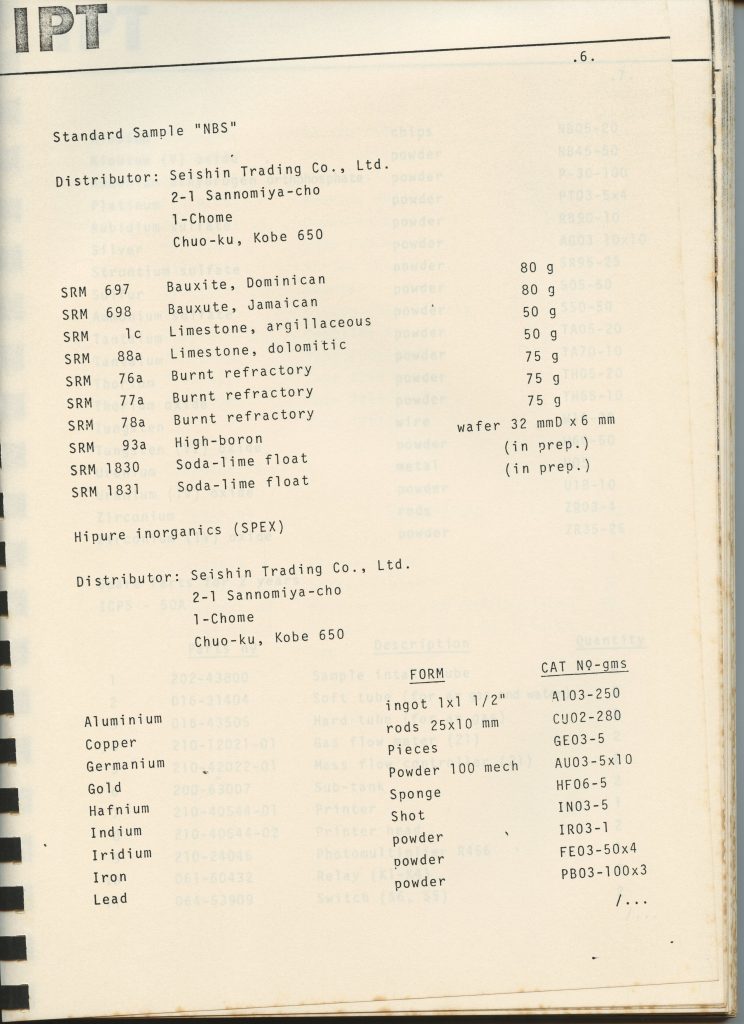 IPT
.6.
Standard Sample "NBS"
Distributor: Seishin Trading Co., Ltd.
2-1 Sannomiya-cho
1-Chome
Chuo-ku, Kobe 650
SRM 697 Bauxite, Dominican 80 g
SRM 698 Bauxute, Jamaican 80 g
SRM 1c Limestone, argillaceous 50 g
SRM 88a Limestone, dolomitic 50 g
SRM 76a Burnt refractory 75 g
SRM 77a Burnt refractory 75 g
SRM 78a Burnt refractory 75 g
SRM 93a High-boron wafer 32 mmD x 6 mm
SRM 1830 Soda-lime float (in prep.)
SRM 1831 Soda-lime float (in prep.)
Hipure inorganics (SPEX)
Distributor: Seishin Trading Co., Ltd.
2-1 Sannomiya-cho
1-Chome
Chuo-ku, Kobe 650
FORM CAT Nº-gms
Aluminium ingot 1x1 1/2" A103-250
Copper rods 25x10 mm CU02-280
Germanium Pieces GE03-5
Gold Powder 100 mech AU03-5x10
Hafnium Sponge HF06-5
Indium Shot IN03-5
Iridium powder IR03-1
Iron powder FE03-50x4
Lead powder PB03-100x3
/...